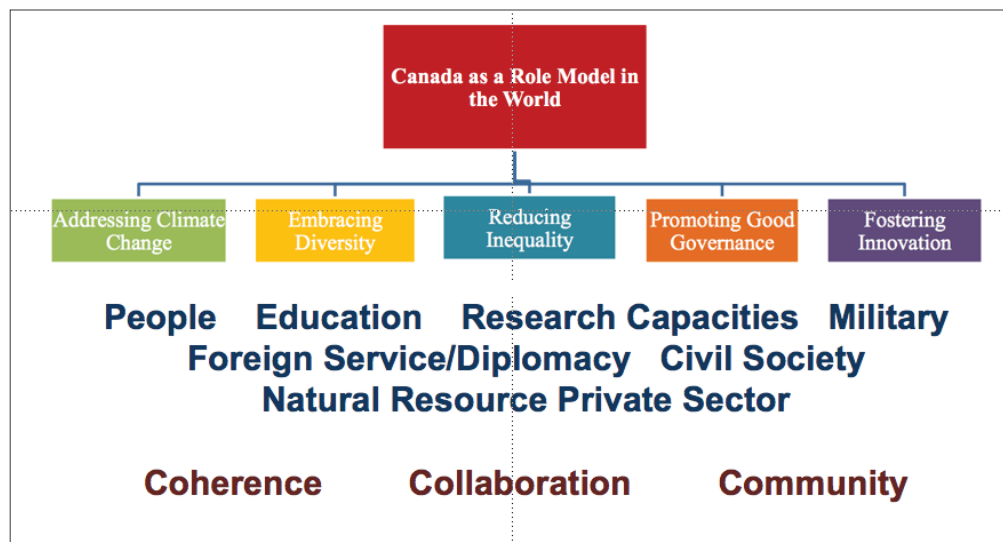 Canada as a Role Model in
the World
Addressing Climate
Change
Embracing
Diversity
Reducing
Inequality
Promoting Good
Governance
Fostering
Innovation
People Education Research Capacities Military
Foreign Service/Diplomacy Civil Society
Natural Resource Private Sector
Coherence Collaboration Community